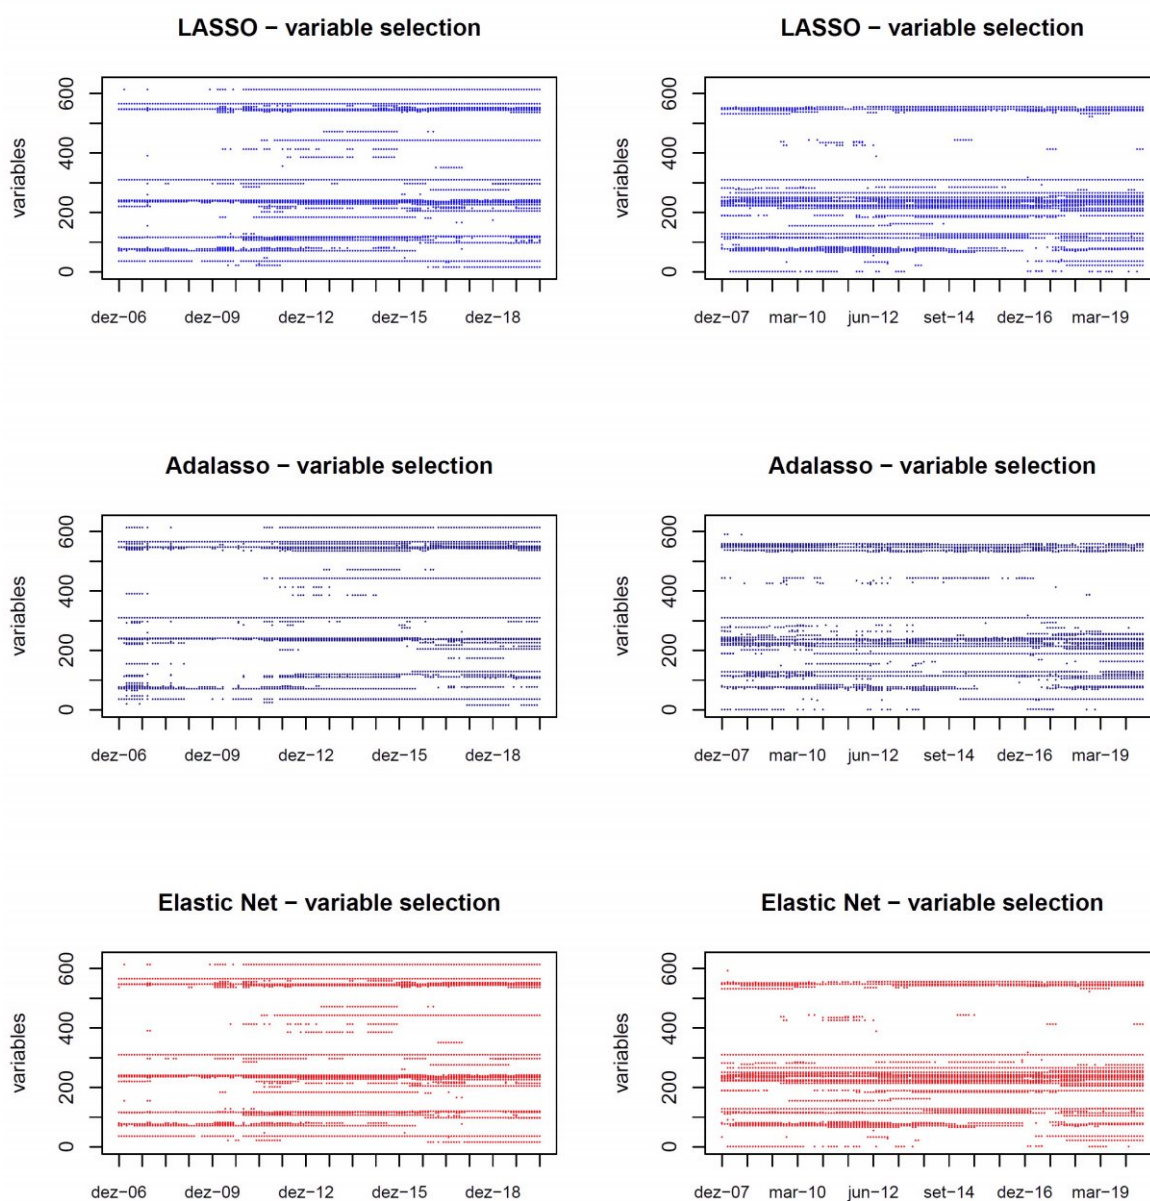 LASSO − variable selection
variables
0 200 400 600
dez−06 dez−09 dez−12 dez−15 dez−18
LASSO − variable selection
variables
0 200 400 600
dez−07 mar−10 jun−12 set−14 dez−16 mar−19
Adalasso − variable selection
variables
0 200 400 600
dez−06 dez−09 dez−12 dez−15 dez−18
Adalasso − variable selection
variables
0 200 400 600
dez−07 mar−10 jun−12 set−14 dez−16 mar−19
Elastic Net − variable selection
variables
0 200 400 600
dez−06 dez−09 dez−12 dez−15 dez−18
Elastic Net − variable selection
variables
0 200 400 600
dez−07 mar−10 jun−12 set−14 dez−16 mar−19